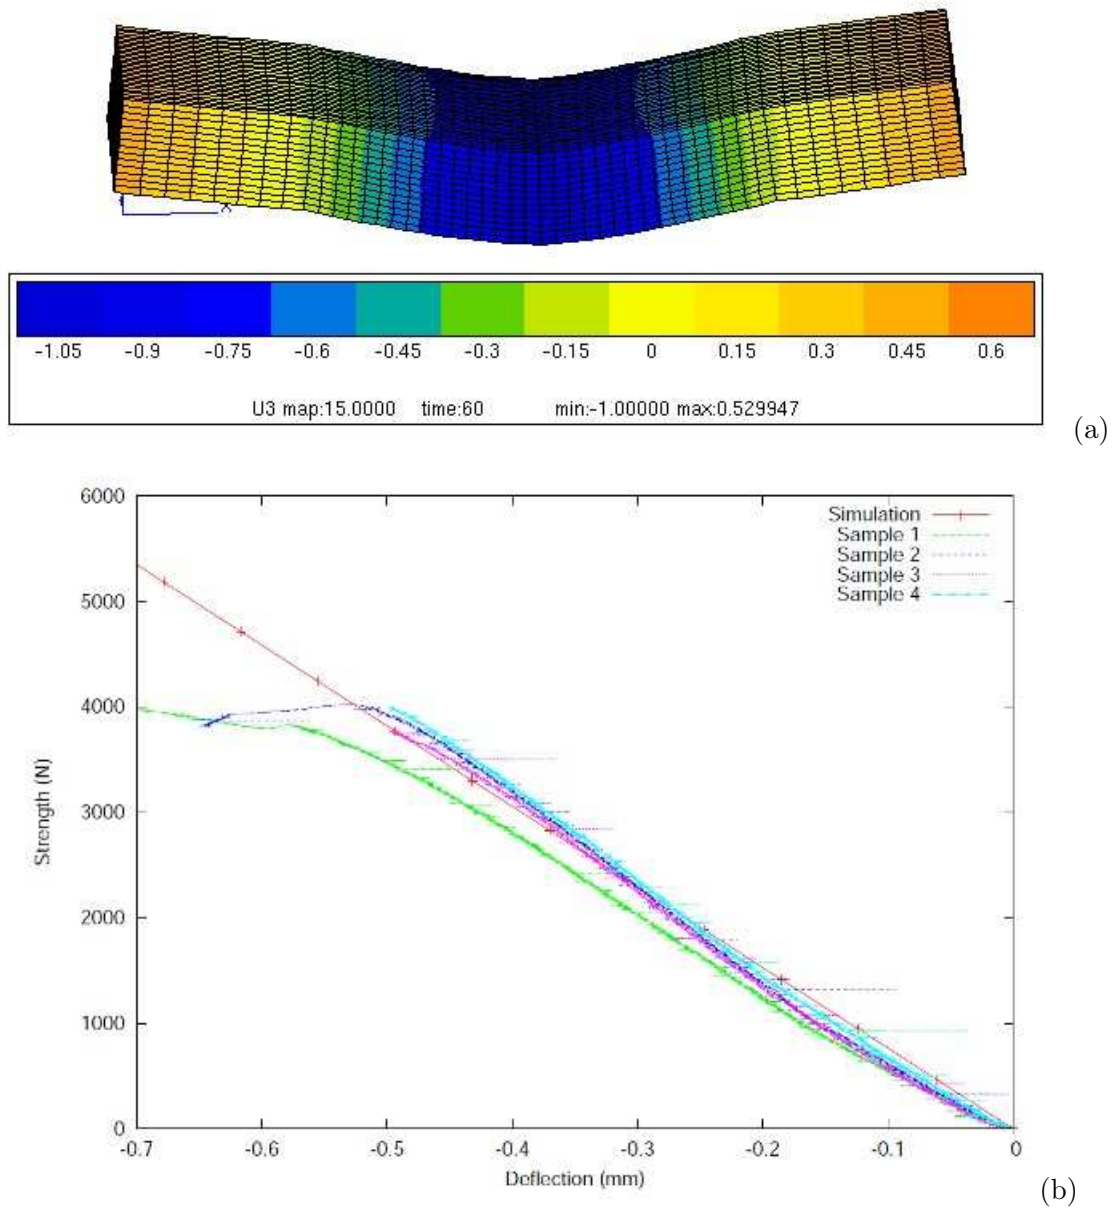 X
-1.05 -0.9 -0.75 -0.6 -0.45 -0.3 -0.15 0 0.15 0.3 0.45 0.6
U3 map:15.0000 time:60 min:-1.00000 max:0.529947
(a)
6000
5000
4000
3000
2000
1000
0
Strength (N)
Simulation
Sample 1
Sample 2
Sample 3
Sample 4
-0.7 -0.6 -0.5 -0.4 -0.3 -0.2 -0.1 0
Deflection (mm)
(b)